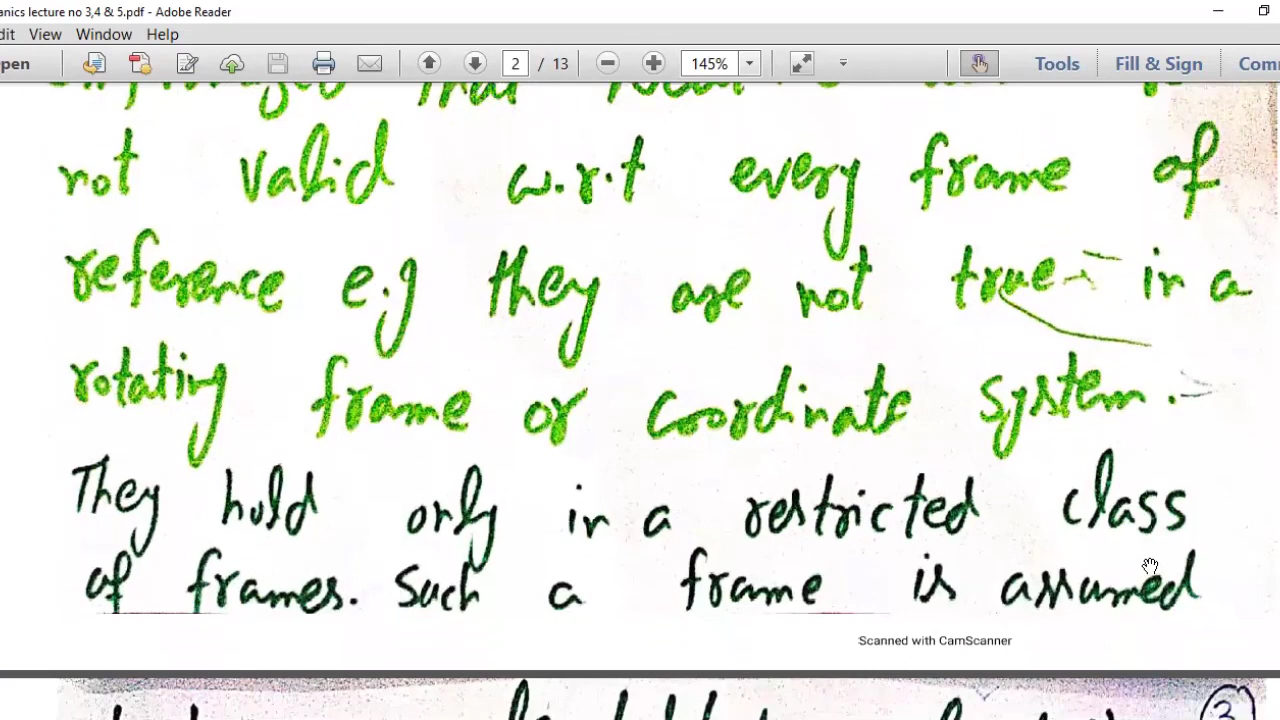 anics lecture no 3,4 & 5.pdf - Adobe Reader
dit View Window Help
pen 2 / 13 145% Tools Fill & Sign Com
that
not valid w.r.t every frame of
reference e.g they are not true in a
rotating frame or coordinate system.
They hold only in a restricted class
of frames. Such a frame is assumed
Scanned with CamScanner
3